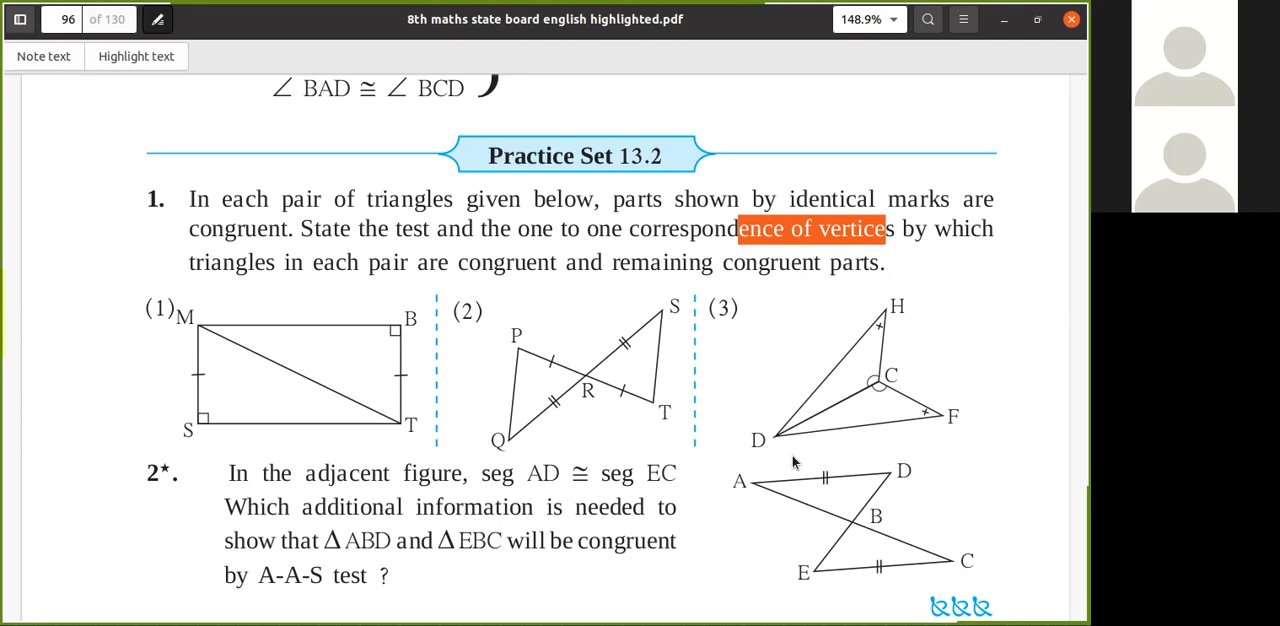 96 of 130
8th maths state board english highlighted.pdf
148.9%
Note text
Highlight text
∠ BAD ≅ ∠ BCD
Practice Set 13.2
1. In each pair of triangles given below, parts shown by identical marks are
congruent. State the test and the one to one correspondence of vertices by which
triangles in each pair are congruent and remaining congruent parts.
(1) M B S T
(2) P S R T Q
(3) H C F D
2*. In the adjacent figure, seg AD ≅ seg EC
Which additional information is needed to
show that Δ ABD and Δ EBC will be congruent
by A-A-S test ?
A D B E C